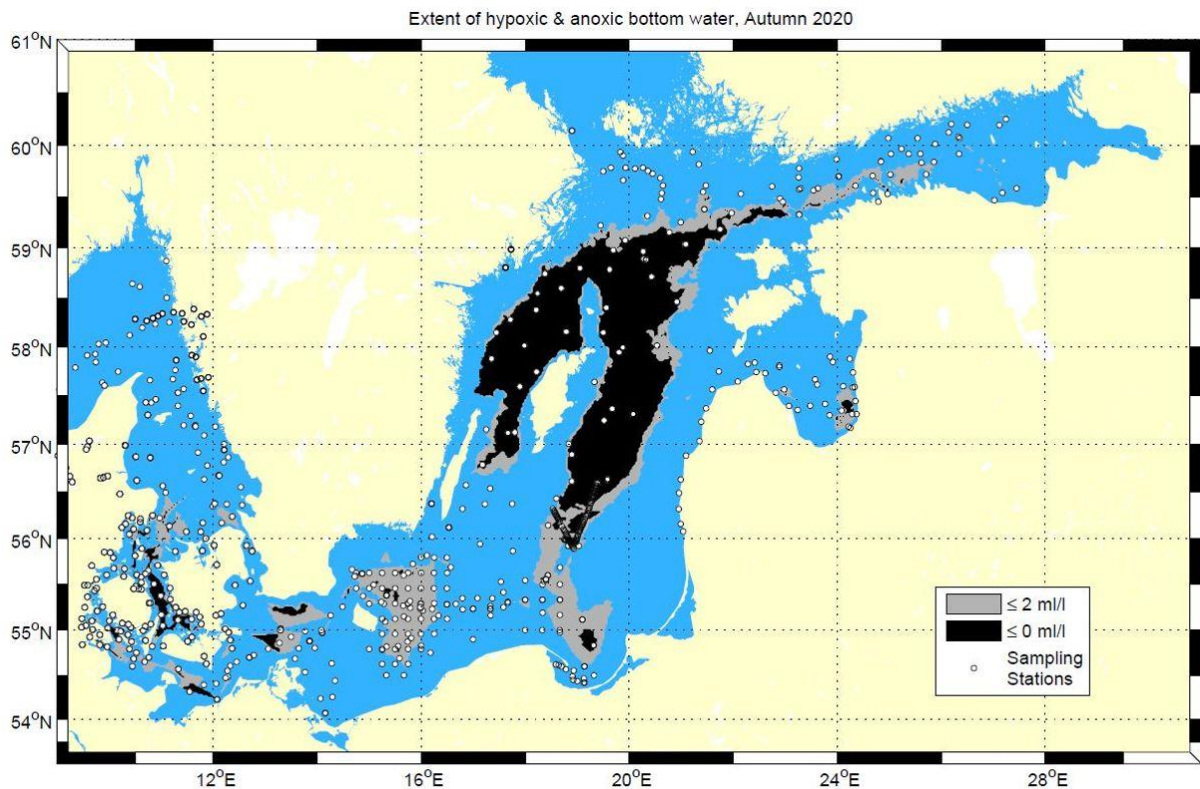 Extent of hypoxic & anoxic bottom water, Autumn 2020
61°N
60°N
59°N
58°N
57°N
56°N
55°N
54°N
≤ 2 ml/l
≤ 0 ml/l
Sampling
Stations
12°E
16°E
20°E
24°E
28°E